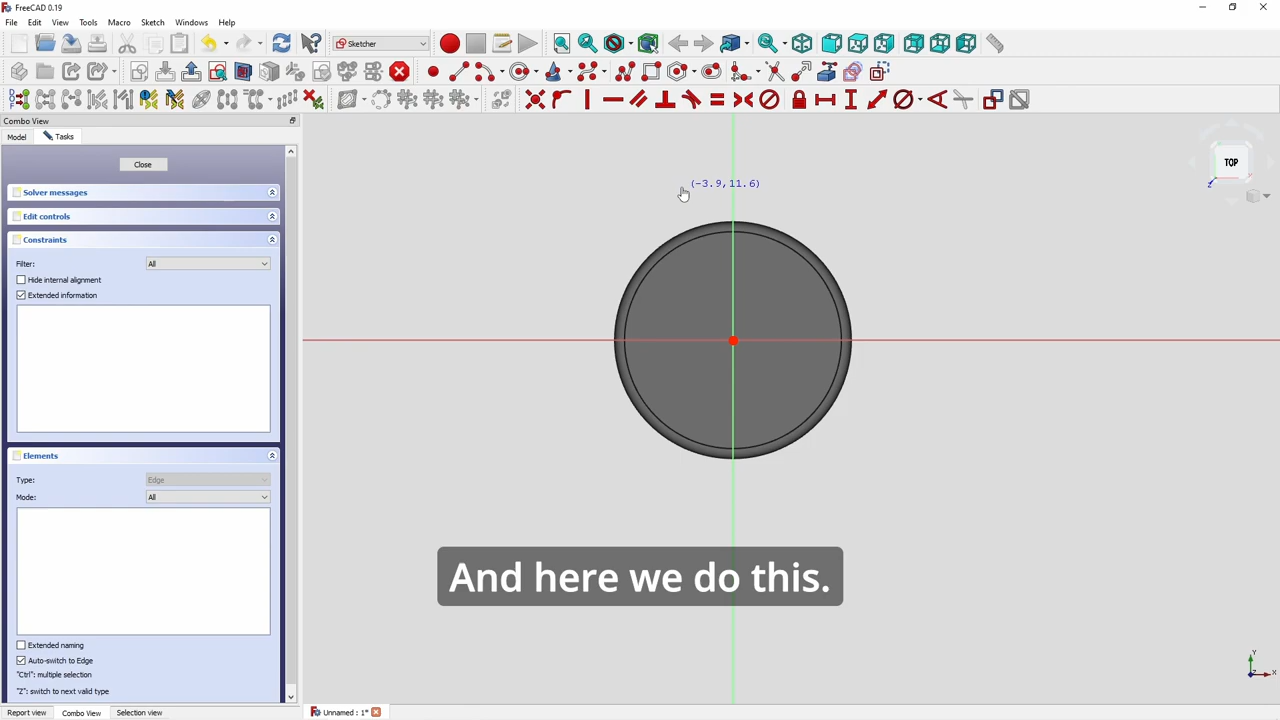 FreeCAD 0.19
File Edit View Tools Macro Sketch Windows Help
Sketcher
Combo View
Model Tasks
Close
Solver messages
Edit controls
Constraints
Filter: All
Hide internal alignment
Extended information
Elements
Type: Edge
Mode: All
Extended naming
Auto-switch to Edge
"Ctrl": multiple selection
"Z": switch to next valid type
Report view Combo View Selection view
(-3.9,11.6)
TOP
And here we do this.
Y
X
Unnamed : 1*